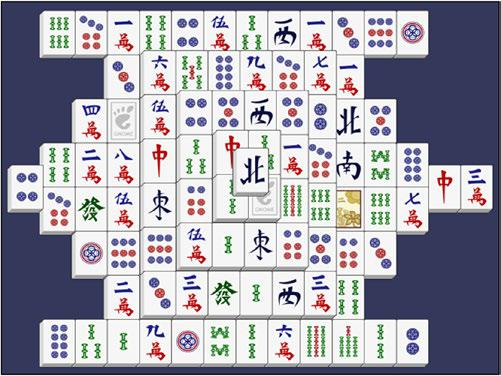 一萬 伍萬 西
六萬 九萬 七萬 一萬
四萬 GNOME 伍萬 西 北
二萬 八萬 中 中 一萬 南
北
中 三萬
發 伍萬 東 GNOME 七萬
伍萬 東
二萬 三萬 發 西 三萬
九萬 六萬